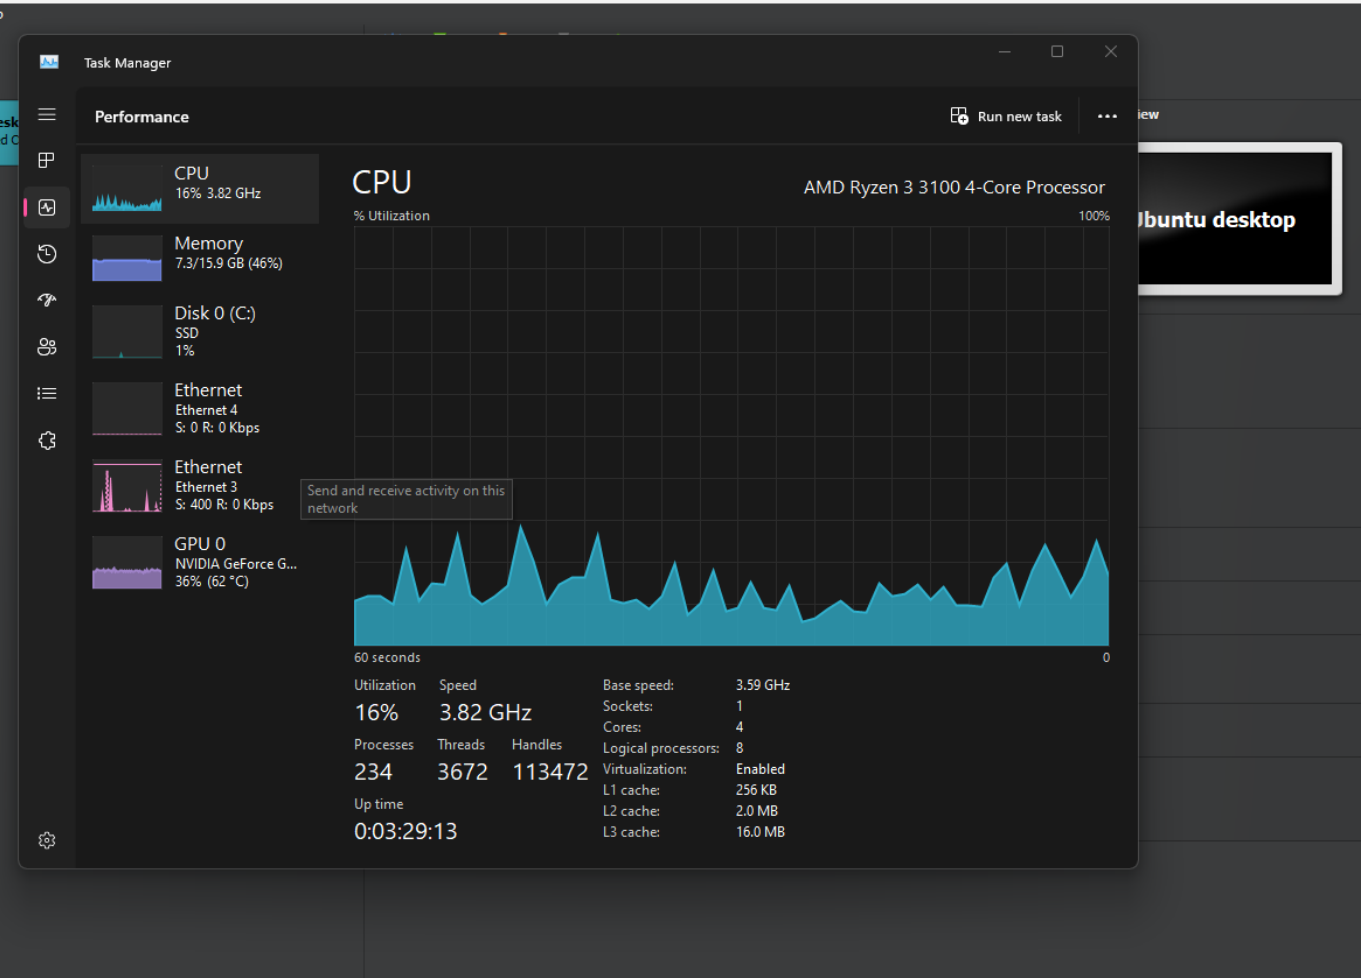 Task Manager
Performance
Run new task
CPU
16% 3.82 GHz
Memory
7.3/15.9 GB (46%)
Disk 0 (C:)
SSD
1%
Ethernet
Ethernet 4
S: 0 R: 0 Kbps
Ethernet
Ethernet 3
S: 400 R: 0 Kbps
GPU 0
NVIDIA GeForce G...
36% (62 °C)
CPU
AMD Ryzen 3 3100 4-Core Processor
% Utilization
100%
Send and receive activity on this
network
60 seconds
0
Utilization
Speed
16%
3.82 GHz
Processes
Threads
Handles
234
3672
113472
Up time
0:03:29:13
Base speed: 3.59 GHz
Sockets: 1
Cores: 4
Logical processors: 8
Virtualization: Enabled
L1 cache: 256 KB
L2 cache: 2.0 MB
L3 cache: 16.0 MB
iew
Ubuntu desktop